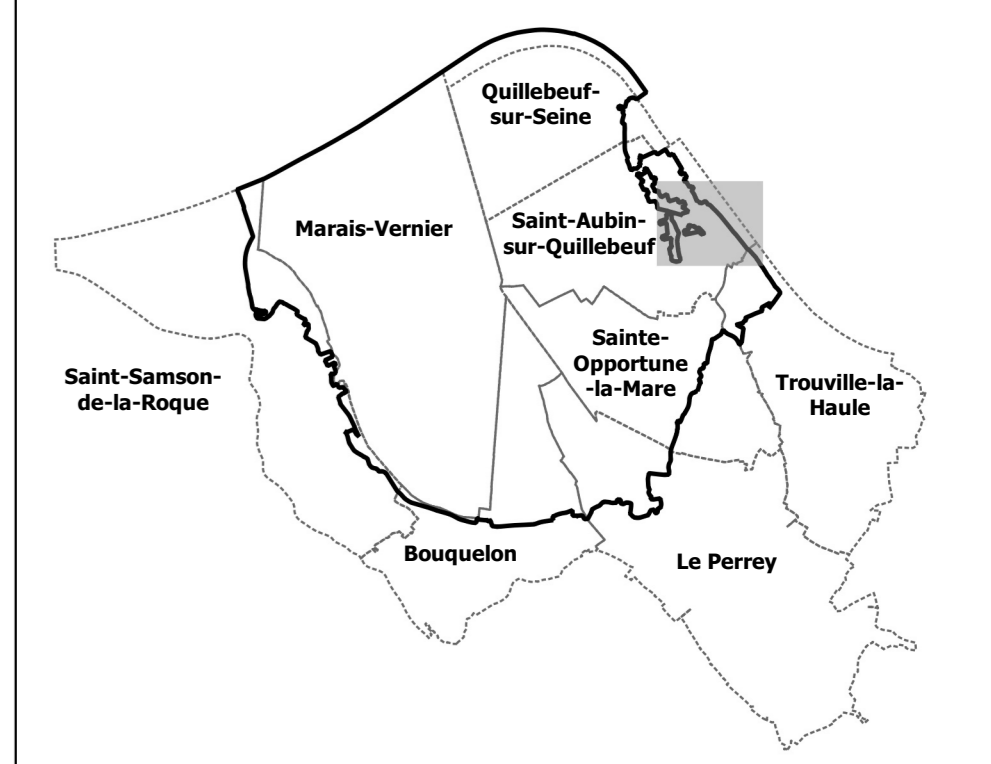 Quillebeuf-
sur-Seine
Marais-Vernier
Saint-Aubin-
sur-Quillebeuf
Sainte-
Opportune
-la-Mare
Saint-Samson-
de-la-Roque
Trouville-la-
Haule
Bouquelon
Le Perrey